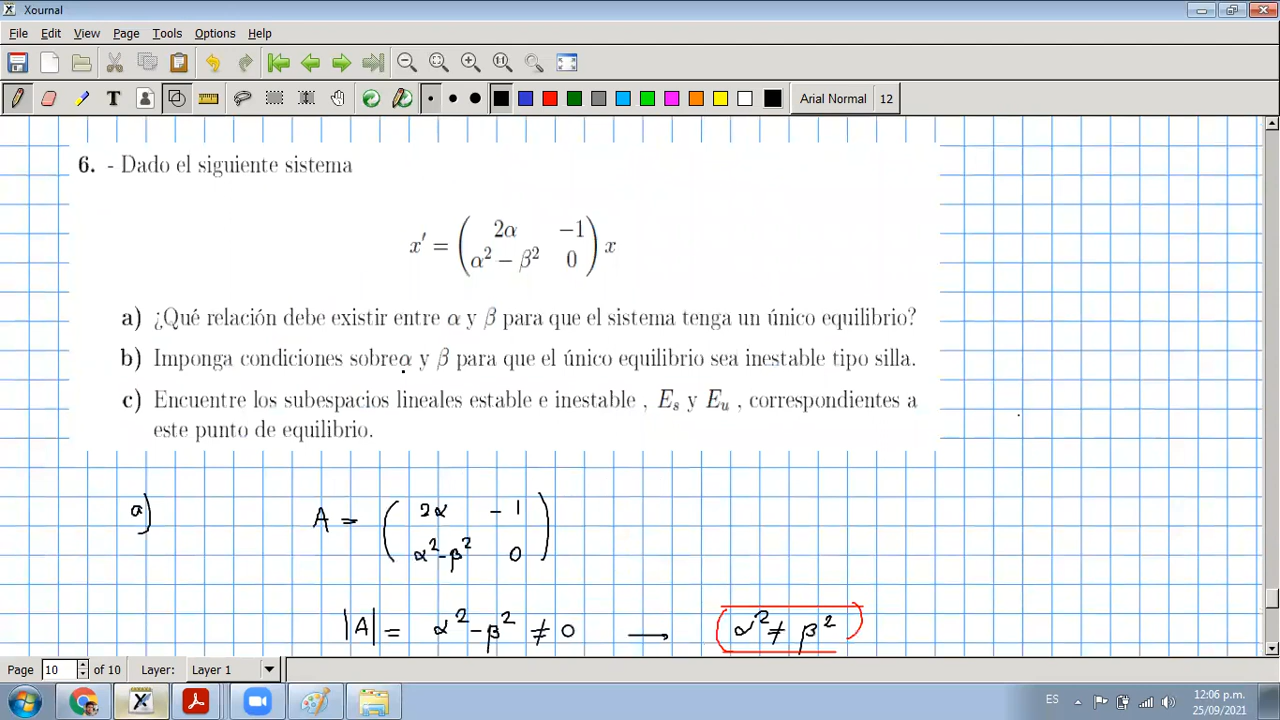 Xournal
File Edit View Page Tools Options Help
Arial Normal 12
6. - Dado el siguiente sistema
x′ = ( 2α −1
α² − β² 0 ) x
a) ¿Qué relación debe existir entre α y β para que el sistema tenga un único equilibrio?
b) Imponga condiciones sobreα y β para que el único equilibrio sea inestable tipo silla.
c) Encuentre los subespacios lineales estable e inestable , Es y Eu , correspondientes a
este punto de equilibrio.
a) A = ( 2α -1
α²-β² 0 )
|A| = α²-β² ≠ 0 → α² ≠ β²
Page 10 of 10 Layer: Layer 1
ES 12:06 p.m.
25/09/2021